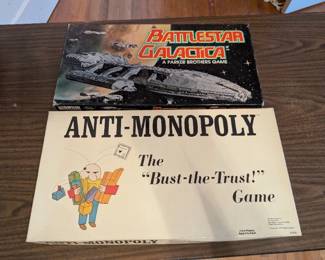 BATTLESTAR
GALACTICA
A PARKER BROTHERS GAME
ANTI-MONOPOLY
The
"Bust-the-Trust!"
Game